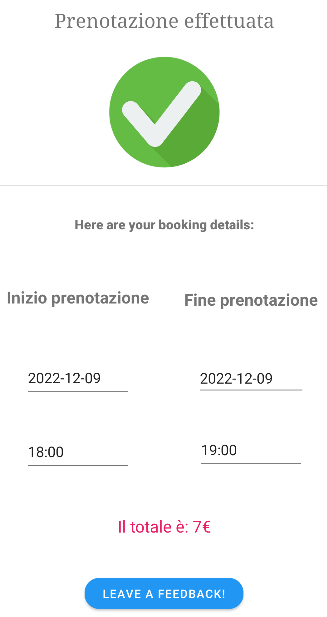 Prenotazione effettuata
Here are your booking details:
Inizio prenotazione
Fine prenotazione
2022-12-09
2022-12-09
18:00
19:00
Il totale è: 7€
LEAVE A FEEDBACK!